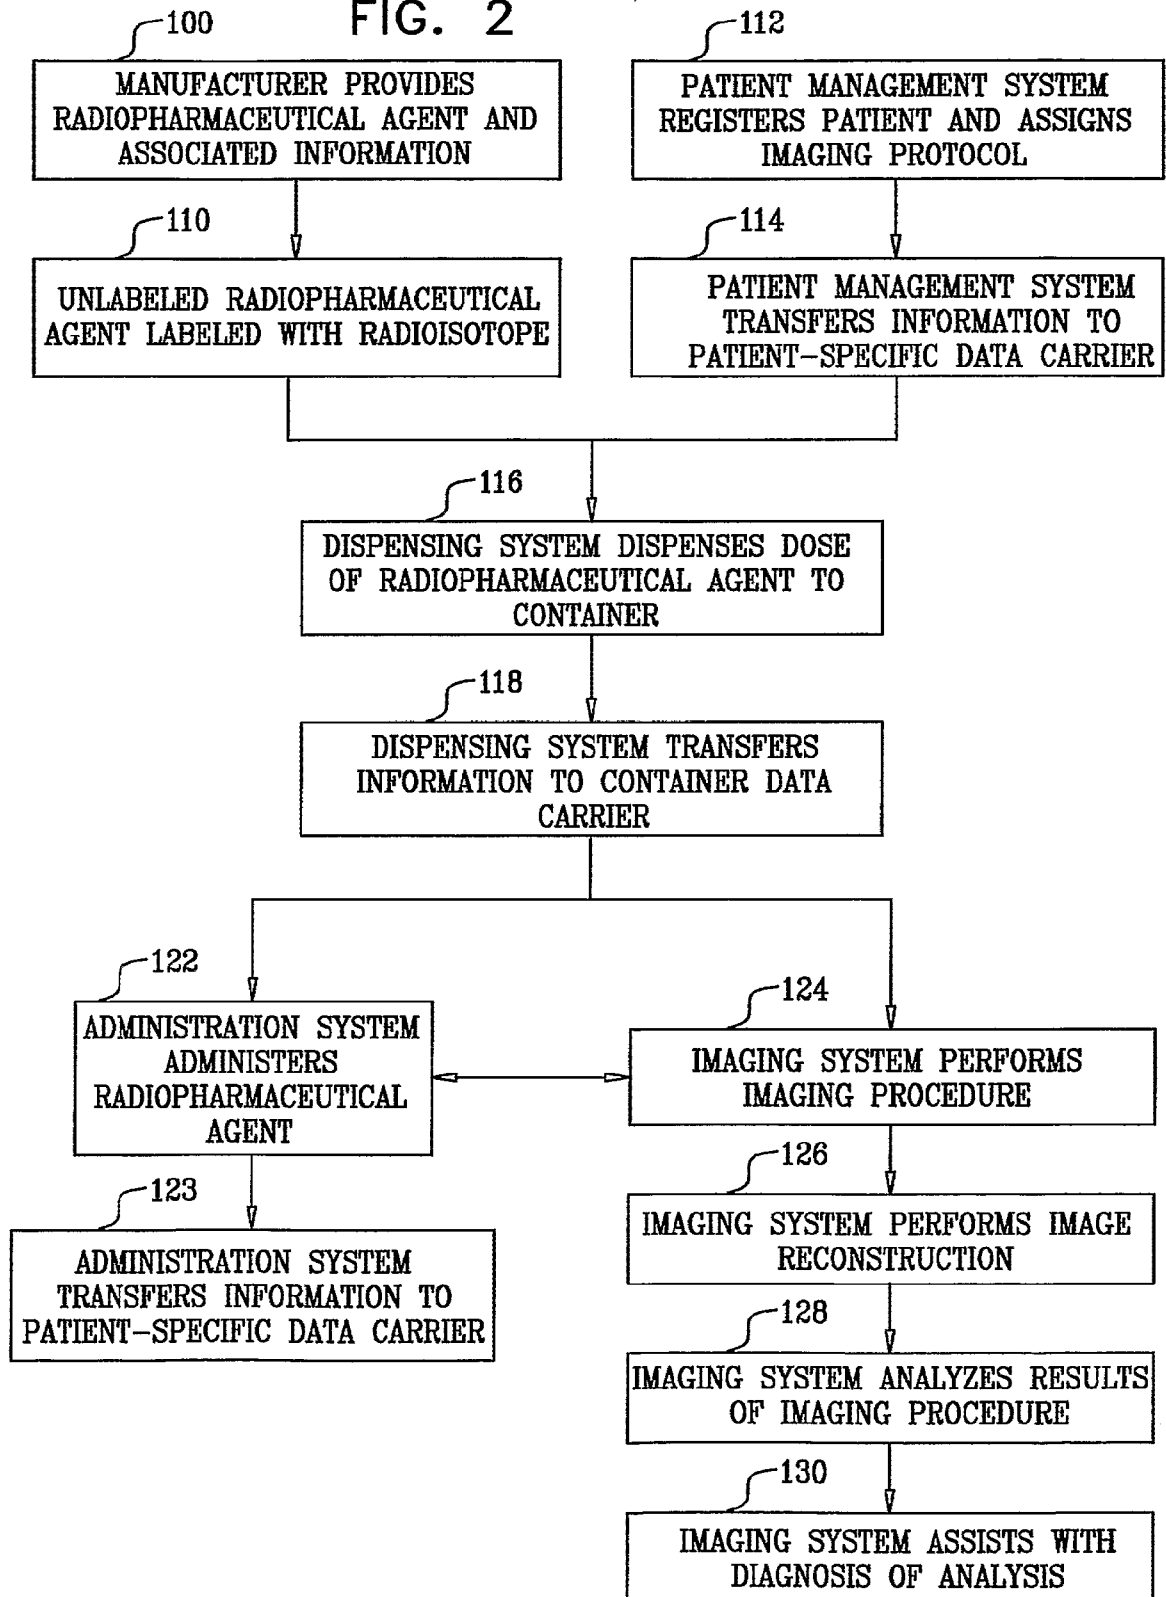 FIG. 2
100
MANUFACTURER PROVIDES
RADIOPHARMACEUTICAL AGENT AND
ASSOCIATED INFORMATION
112
PATIENT MANAGEMENT SYSTEM
REGISTERS PATIENT AND ASSIGNS
IMAGING PROTOCOL
110
UNLABELED RADIOPHARMACEUTICAL
AGENT LABELED WITH RADIOISOTOPE
114
PATIENT MANAGEMENT SYSTEM
TRANSFERS INFORMATION TO
PATIENT-SPECIFIC DATA CARRIER
116
DISPENSING SYSTEM DISPENSES DOSE
OF RADIOPHARMACEUTICAL AGENT TO
CONTAINER
118
DISPENSING SYSTEM TRANSFERS
INFORMATION TO CONTAINER DATA
CARRIER
122
ADMINISTRATION SYSTEM
ADMINISTERS
RADIOPHARMACEUTICAL
AGENT
124
IMAGING SYSTEM PERFORMS
IMAGING PROCEDURE
123
ADMINISTRATION SYSTEM
TRANSFERS INFORMATION TO
PATIENT-SPECIFIC DATA CARRIER
126
IMAGING SYSTEM PERFORMS IMAGE
RECONSTRUCTION
128
IMAGING SYSTEM ANALYZES RESULTS
OF IMAGING PROCEDURE
130
IMAGING SYSTEM ASSISTS WITH
DIAGNOSIS OF ANALYSIS